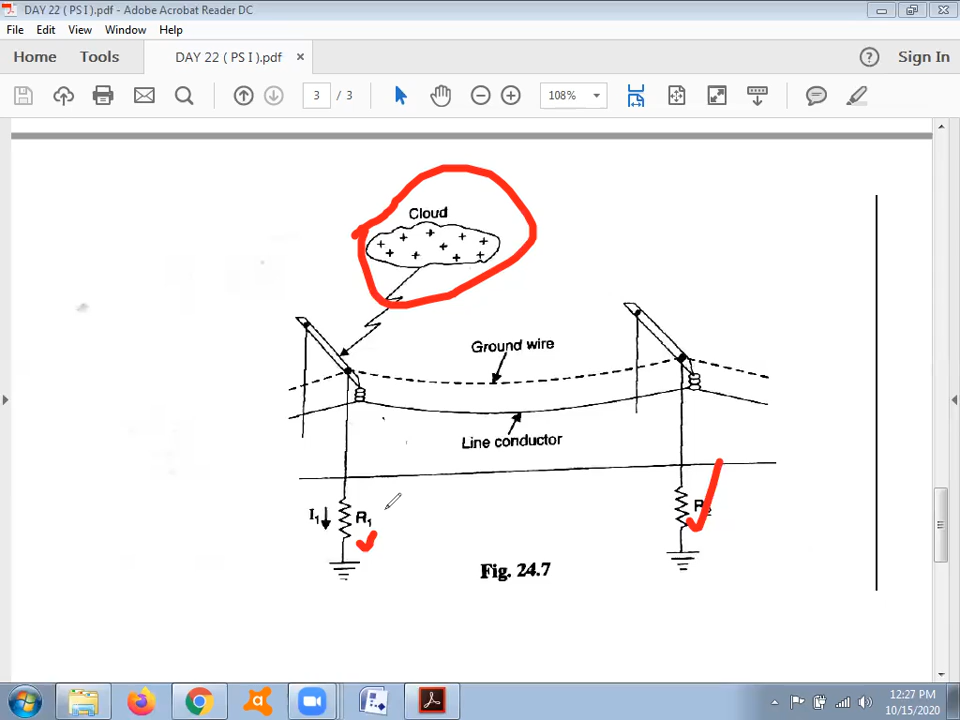 DAY 22 ( PS I ).pdf - Adobe Acrobat Reader DC
File Edit View Window Help
Home Tools DAY 22 ( PS I ).pdf × Sign In
3 / 3 108%
Cloud
Ground wire
Line conductor
I1 R1
Fig. 24.7
12:27 PM
10/15/2020